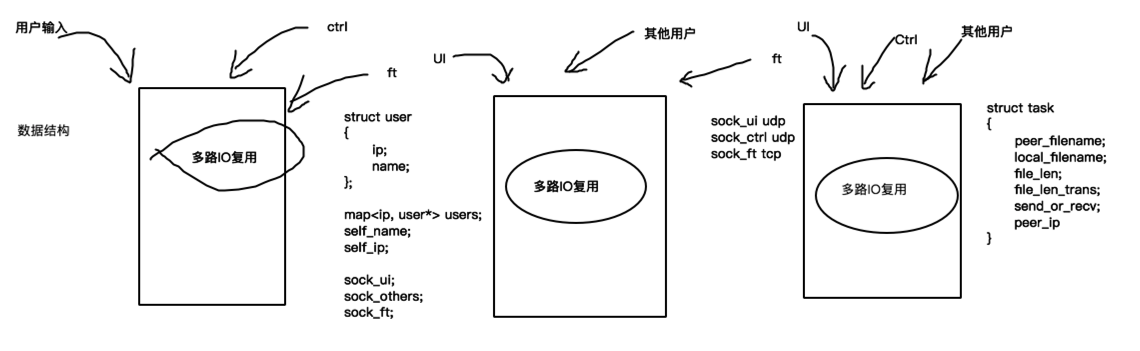 用户输入
ctrl
ft
数据结构
多路IO复用
struct user
{
ip;
name;
};
map<ip, user*> users;
self_name;
self_ip;
sock_ui;
sock_others;
sock_ft;
UI
其他用户
ft
多路IO复用
sock_ui udp
sock_ctrl udp
sock_ft tcp
UI
Ctrl
其他用户
多路IO复用
struct task
{
peer_filename;
local_filename;
file_len;
file_len_trans;
send_or_recv;
peer_ip
}